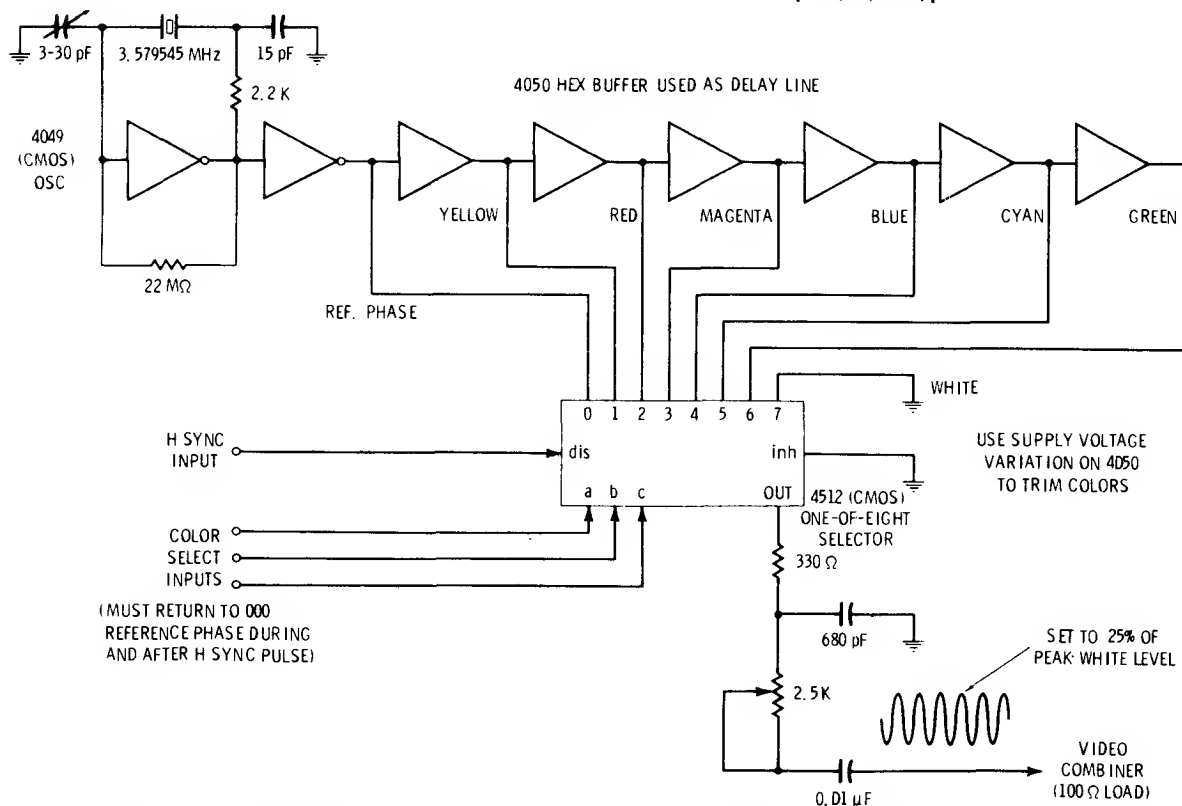 3-30 pF
3.579545 MHz
15 pF
2.2 K
4050 HEX BUFFER USED AS DELAY LINE
4049
(CMOS)
OSC
YELLOW
RED
MAGENTA
BLUE
CYAN
GREEN
22 MΩ
REF. PHASE
WHITE
0 1 2 3 4 5 6 7
H SYNC
INPUT
dis
inh
USE SUPPLY VOLTAGE
VARIATION ON 4D50
TO TRIM COLORS
a b c
OUT
4512 (CMOS)
ONE-OF-EIGHT
SELECTOR
COLOR
SELECT
INPUTS
330 Ω
(MUST RETURN TO 000
REFERENCE PHASE DURING
AND AFTER H SYNC PULSE)
680 pF
SET TO 25% OF
PEAK WHITE LEVEL
2.5K
0.D1 µF
VIDEO
COMBINER
(100 Ω LOAD)